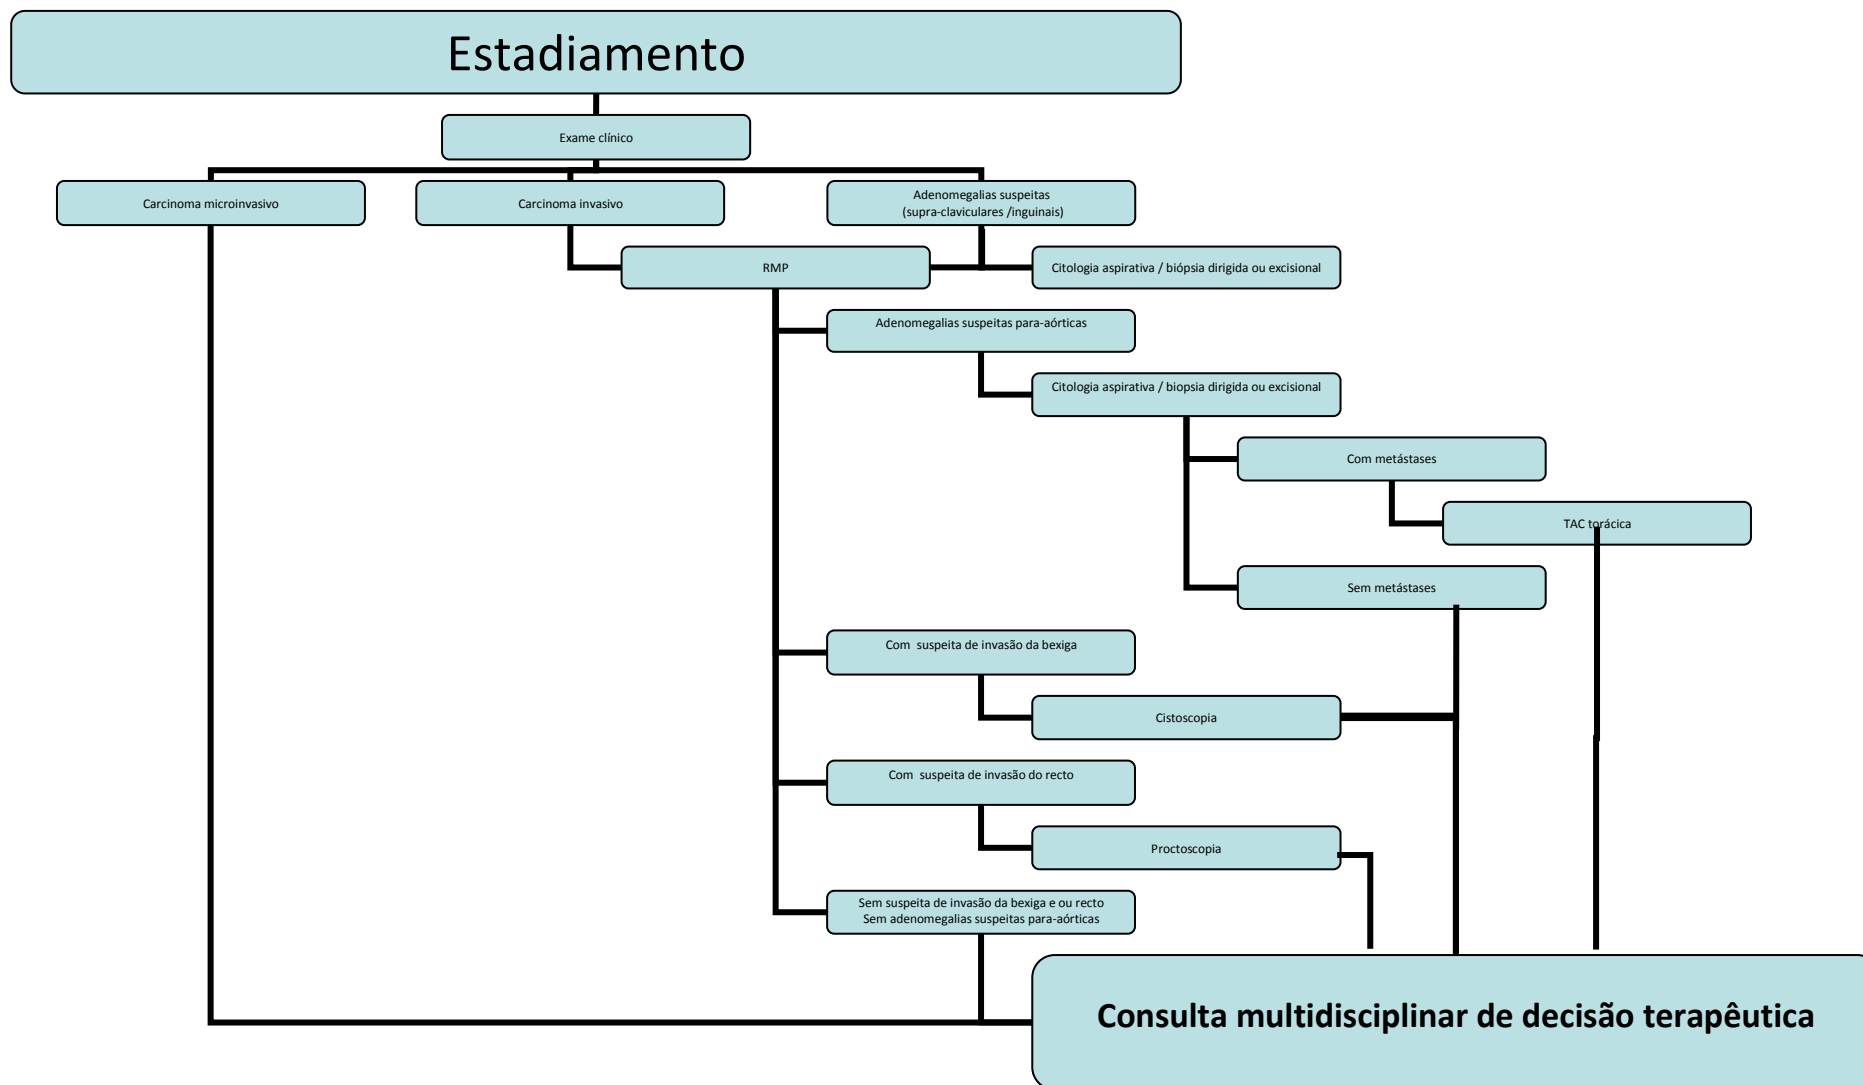 Estadiamento
Exame clínico
Carcinoma microinvasivo
Carcinoma invasivo
Adenomegalias suspeitas
(supra-claviculares /inguinais)
RMP
Citologia aspirativa / biópsia dirigida ou excisional
Adenomegalias suspeitas para-aórticas
Citologia aspirativa / biopsia dirigida ou excisional
Com metástases
TAC torácica
Sem metástases
Com  suspeita de invasão da bexiga
Cistoscopia
Com  suspeita de invasão do recto
Proctoscopia
Sem suspeita de invasão da bexiga e ou recto
Sem adenomegalias suspeitas para-aórticas
Consulta multidisciplinar de decisão terapêutica